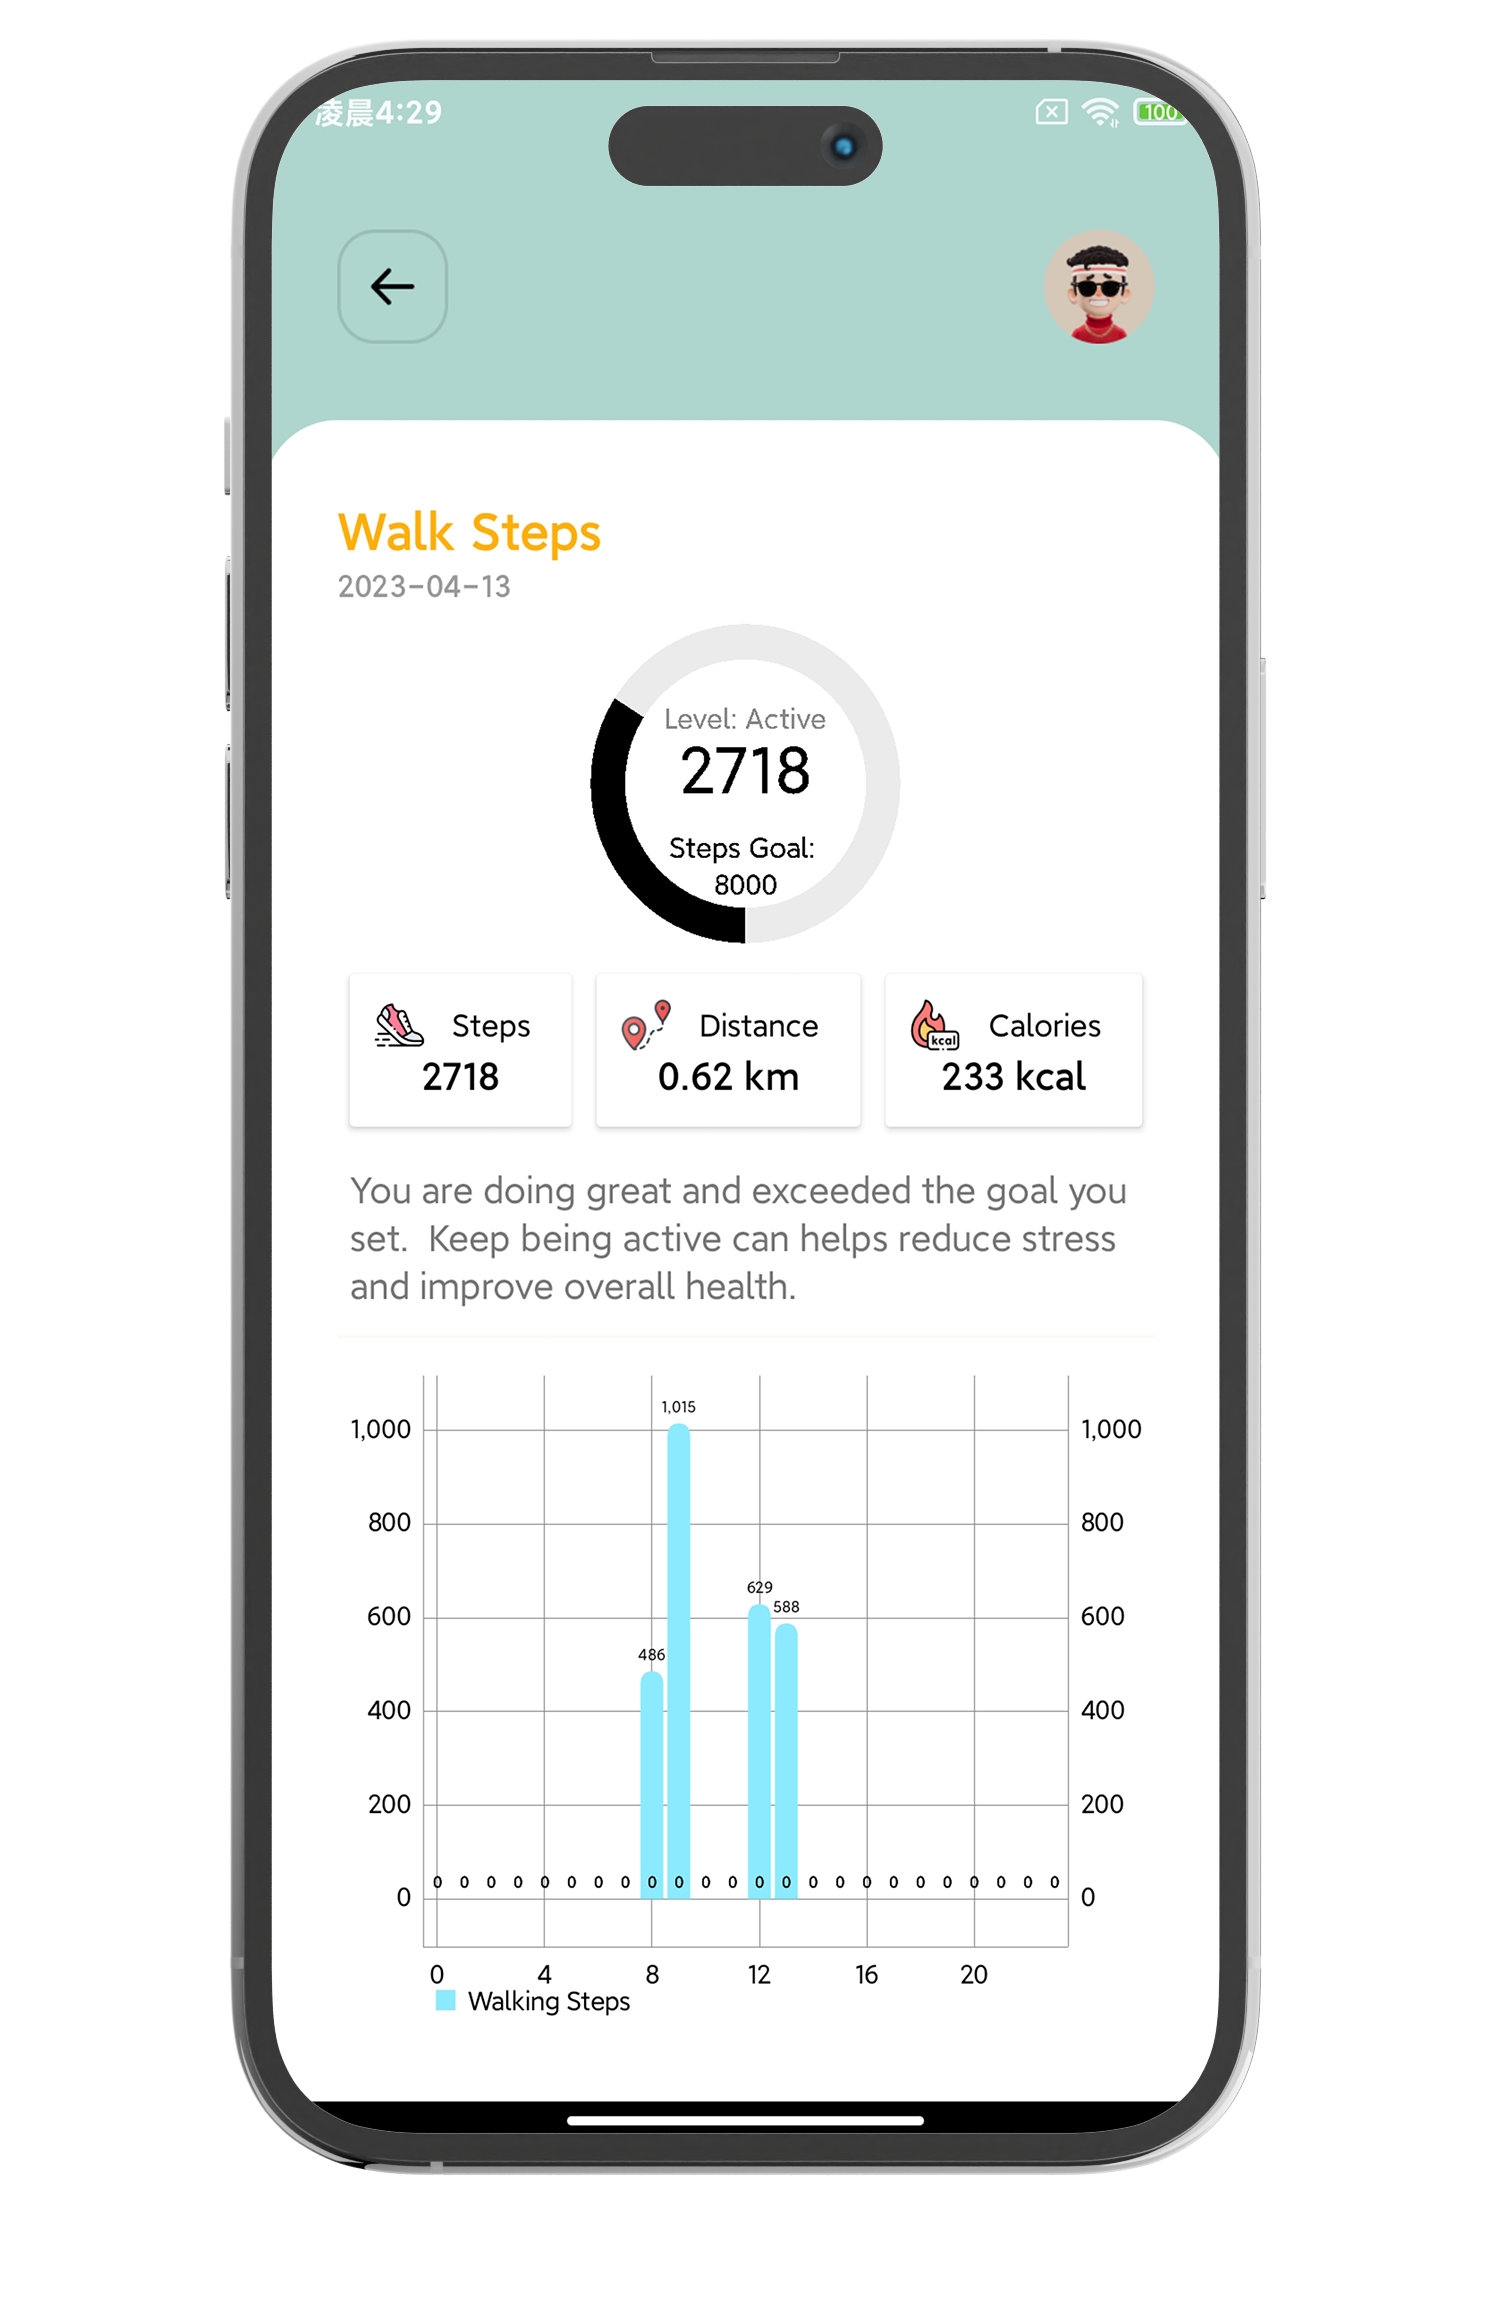 凌晨4:29
100
Walk Steps
2023-04-13
Level: Active
2718
Steps Goal:
8000
Steps
2718
Distance
0.62 km
kcal
Calories
233 kcal
You are doing great and exceeded the goal you
set.  Keep being active can helps reduce stress
and improve overall health.
1,015
1,000 1,000
800 800
629
588
600 600
486
400 400
200 200
0 0 0 0 0 0 0 0 0 0 0 0 0 0 0 0 0 0 0 0 0 0 0 0
0 0
0 4 8 12 16 20
Walking Steps